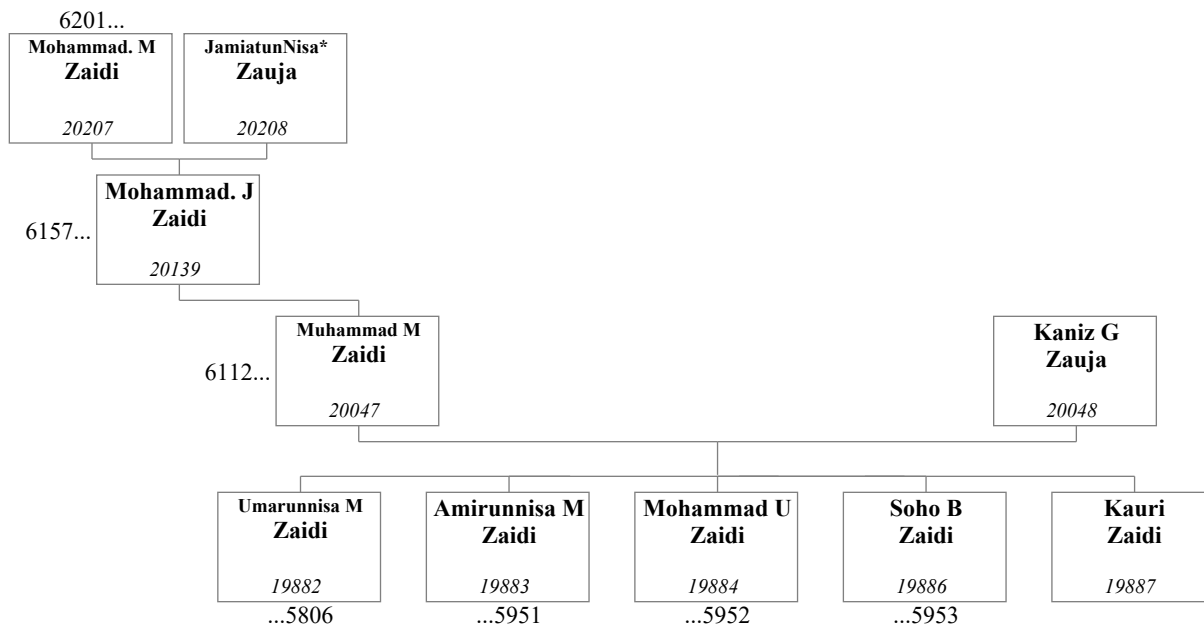 6201...
Mohammad. M
Zaidi
20207
JamiatunNisa*
Zauja
20208
6157...
Mohammad. J
Zaidi
20139
6112...
Muhammad M
Zaidi
20047
Kaniz G
Zauja
20048
Umarunnisa M
Zaidi
19882
...5806
Amirunnisa M
Zaidi
19883
...5951
Mohammad U
Zaidi
19884
...5952
Soho B
Zaidi
19886
...5953
Kauri
Zaidi
19887